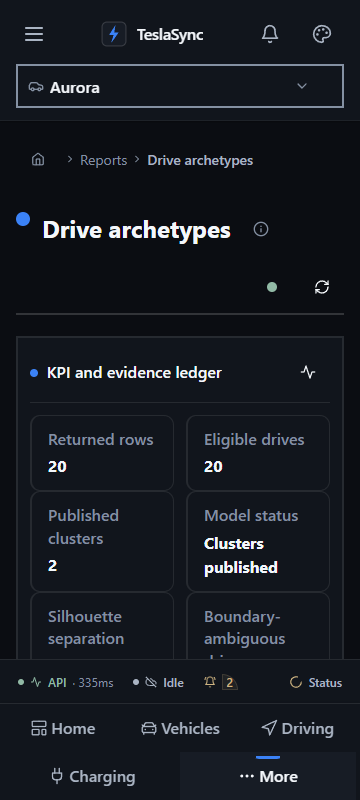 TeslaSync
Aurora
Reports
Drive archetypes
Drive archetypes
KPI and evidence ledger
Returned rows
20
Eligible drives
20
Published
clusters
2
Model status
Clusters
published
Silhouette
separation
Boundary-
ambiguous
API · 335ms
Idle
2
Status
Home
Vehicles
Driving
Charging
More